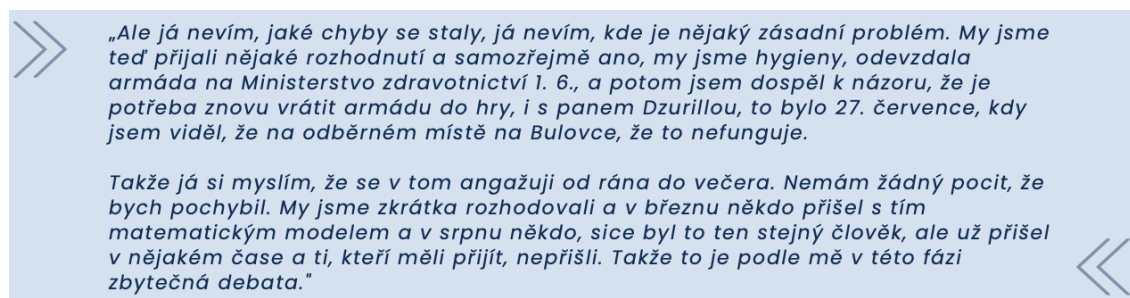 „Ale já nevím, jaké chyby se staly, já nevím, kde je nějaký zásadní problém. My jsme
teď přijali nějaké rozhodnutí a samozřejmě ano, my jsme hygieny, odevzdala
armáda na Ministerstvo zdravotnictví 1. 6., a potom jsem dospěl k názoru, že je
potřeba znovu vrátit armádu do hry, i s panem Dzurillou, to bylo 27. července, kdy
jsem viděl, že na odběrném místě na Bulovce, že to nefunguje.
Takže já si myslím, že se v tom angažuji od rána do večera. Nemám žádný pocit, že
bych pochybil. My jsme zkrátka rozhodovali a v březnu někdo přišel s tím
matematickým modelem a v srpnu někdo, sice byl to ten stejný člověk, ale už přišel
v nějakém čase a ti, kteří měli přijít, nepřišli. Takže to je podle mě v této fázi
zbytečná debata."